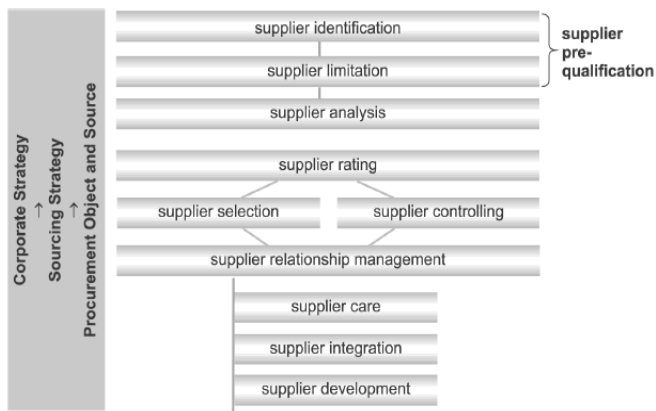 Corporate Strategy
→
Sourcing Strategy
→
Procurement Object and Source
supplier identification
supplier limitation
supplier
pre-
qualification
supplier analysis
supplier rating
supplier selection
supplier controlling
supplier relationship management
supplier care
supplier integration
supplier development